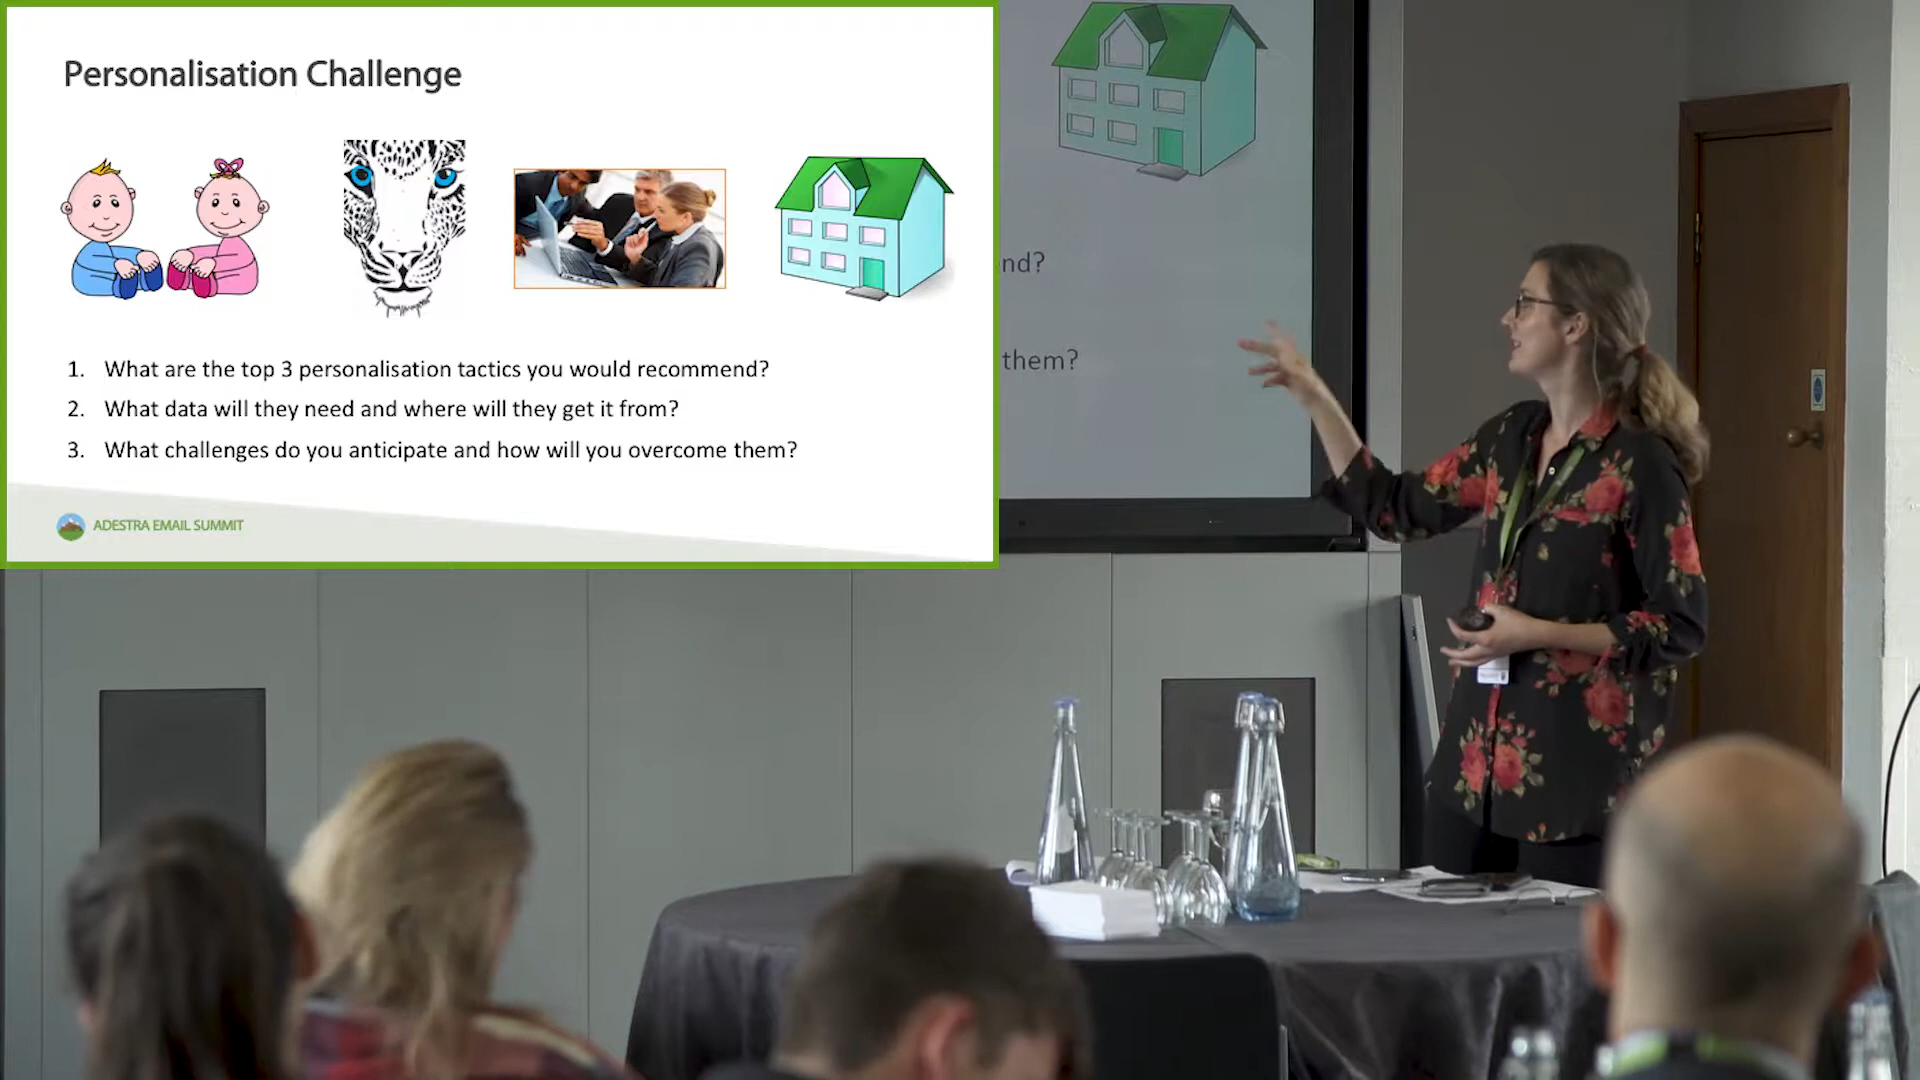 Personalisation Challenge
1. What are the top 3 personalisation tactics you would recommend?
2. What data will they need and where will they get it from?
3. What challenges do you anticipate and how will you overcome them?
ADESTRA EMAIL SUMMIT
nd?
them?